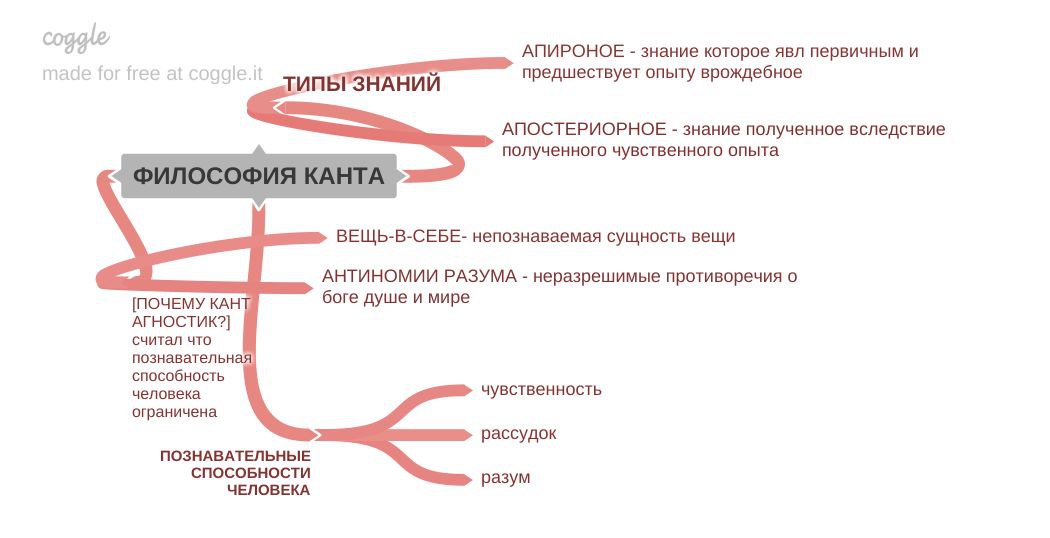 coggle
made for free at coggle.it
ТИПЫ ЗНАНИЙ
АПИРОНОЕ - знание которое явл первичным и
предшествует опыту врождебное
АПОСТЕРИОРНОЕ - знание полученное вследствие
полученного чувственного опыта
ФИЛОСОФИЯ КАНТА
ВЕЩЬ-В-СЕБЕ- непознаваемая сущность вещи
АНТИНОМИИ РАЗУМА - неразрешимые противоречия о
боге душе и мире
[ПОЧЕМУ КАНТ
АГНОСТИК?]
считал что
познавательная
способность
человека
ограничена
чувственность
рассудок
разум
ПОЗНАВАТЕЛЬНЫЕ
СПОСОБНОСТИ
ЧЕЛОВЕКА